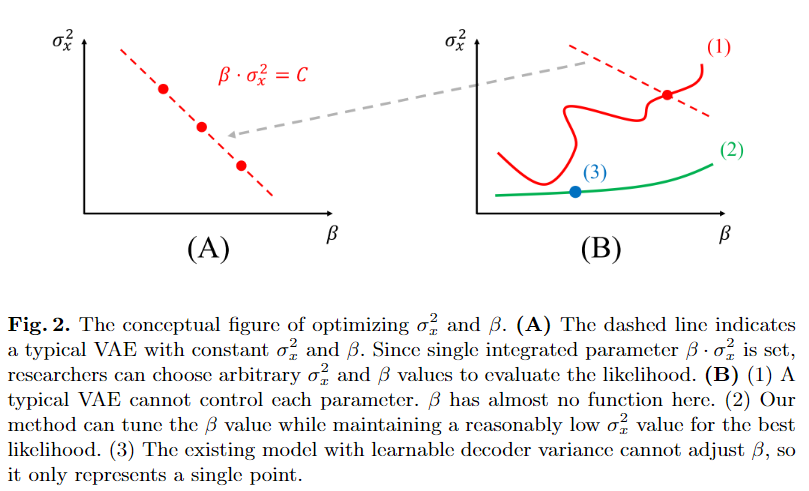 σ²ₓ
β · σ²ₓ = C
β
(A)
σ²ₓ
(1)
(2)
(3)
β
(B)
Fig. 2. The conceptual figure of optimizing σ²ₓ and β. (A) The dashed line indicates
a typical VAE with constant σ²ₓ and β. Since single integrated parameter β · σ²ₓ is set,
researchers can choose arbitrary σ²ₓ and β values to evaluate the likelihood. (B) (1) A
typical VAE cannot control each parameter. β has almost no function here. (2) Our
method can tune the β value while maintaining a reasonably low σ²ₓ value for the best
likelihood. (3) The existing model with learnable decoder variance cannot adjust β, so
it only represents a single point.